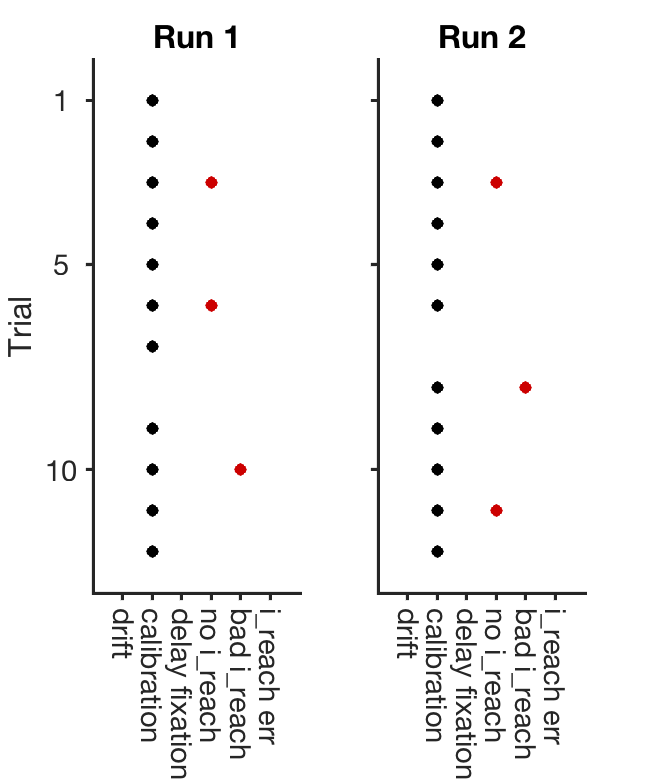 Run 1
Run 2
Trial
1
5
10
drift
calibration
delay fixation
no i_reach
bad i_reach
i_reach err
drift
calibration
delay fixation
no i_reach
bad i_reach
i_reach err